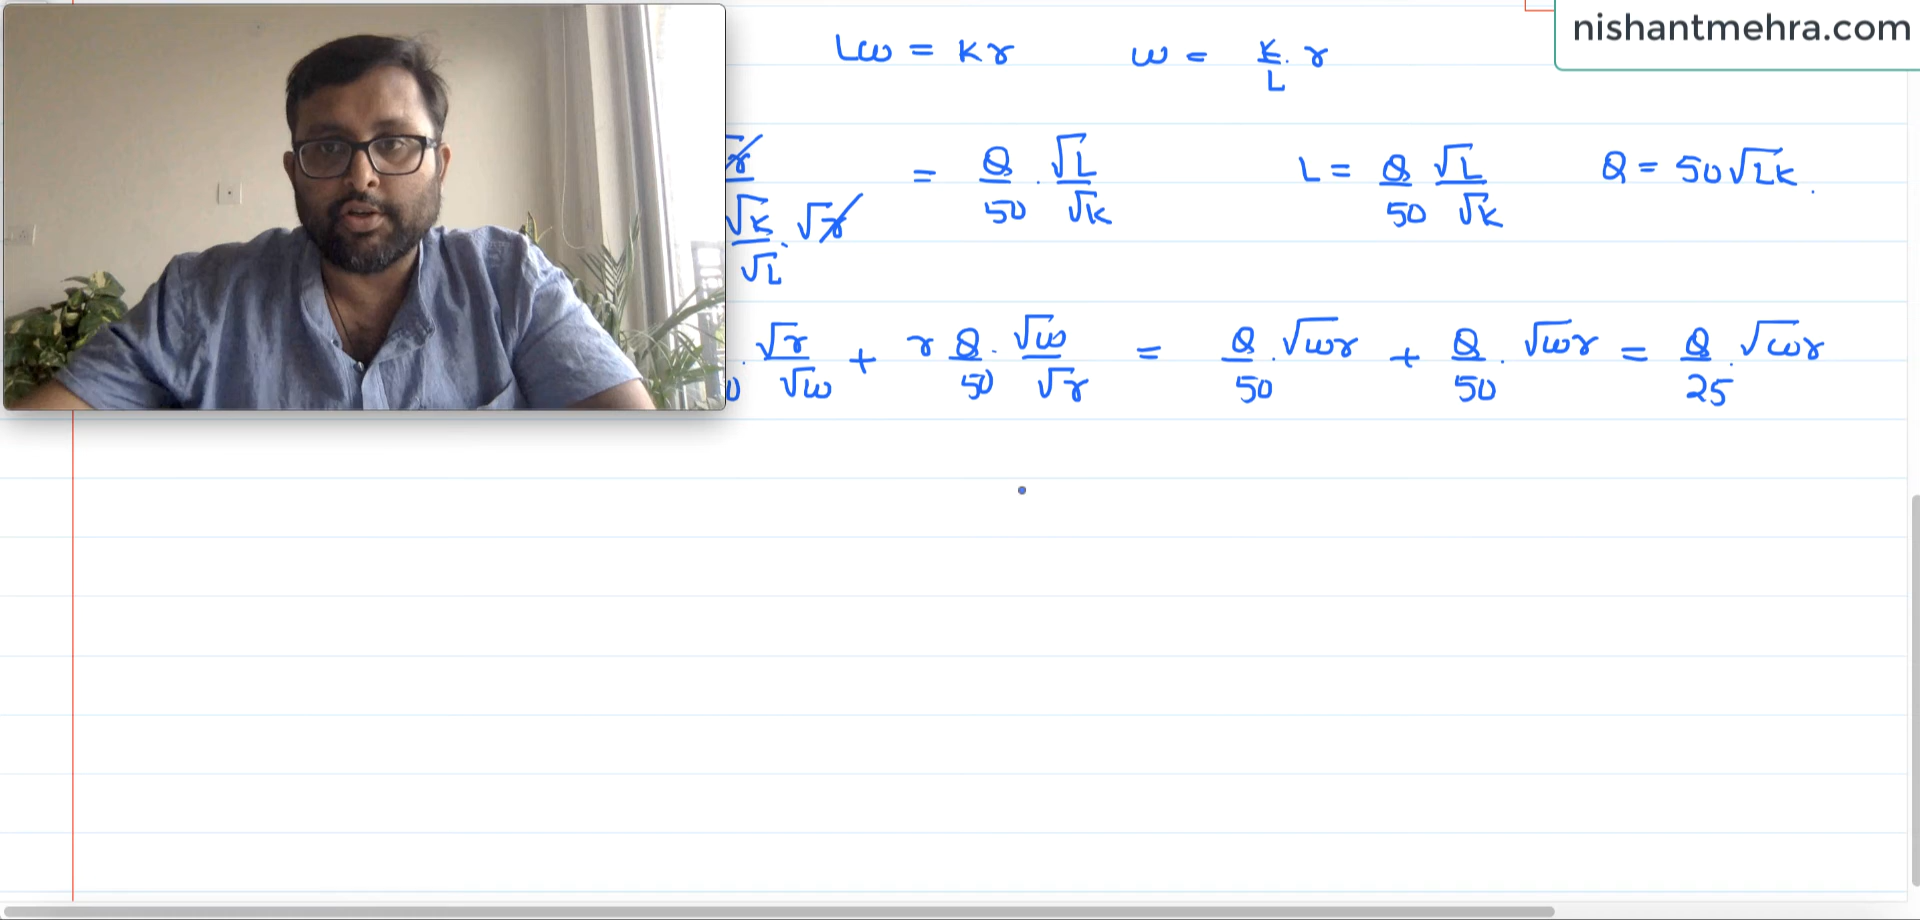 nishantmehra.com
Lω = Kr ω = K/L . r
√r / (√K/√L . √r) = Q/50 . √L/√K L = Q/50 √L/√K Q = 50√LK .
. √r/√ω + r Q/50 . √ω/√r = Q/50 . √ωr + Q/50 . √ωr = Q/25 . √ωr